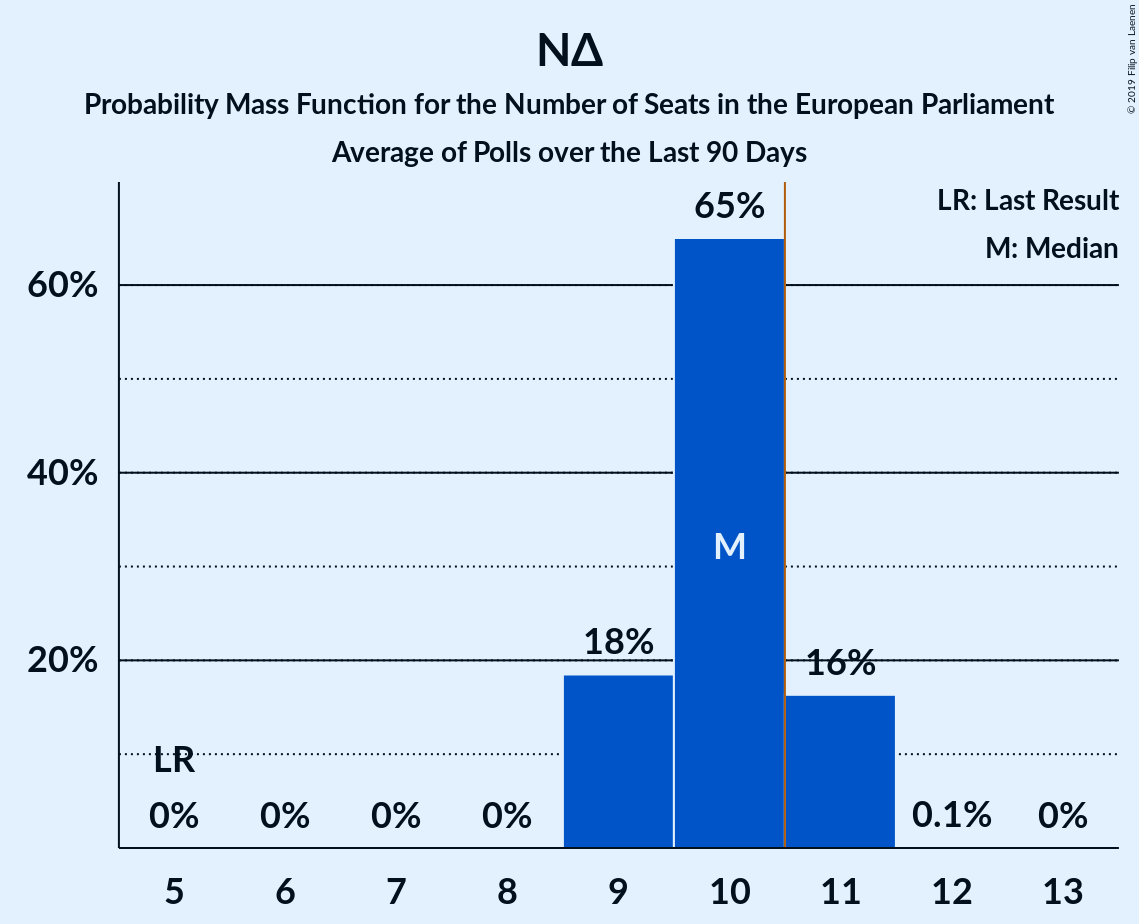 ΝΔ
Probability Mass Function for the Number of Seats in the European Parliament
Average of Polls over the Last 90 Days
© 2019 Filip van Laenen
LR: Last Result
M: Median
65%
60%
40%
M
18%
20%
16%
LR
0% 0% 0% 0% 0.1% 0%
5 6 7 8 9 10 11 12 13